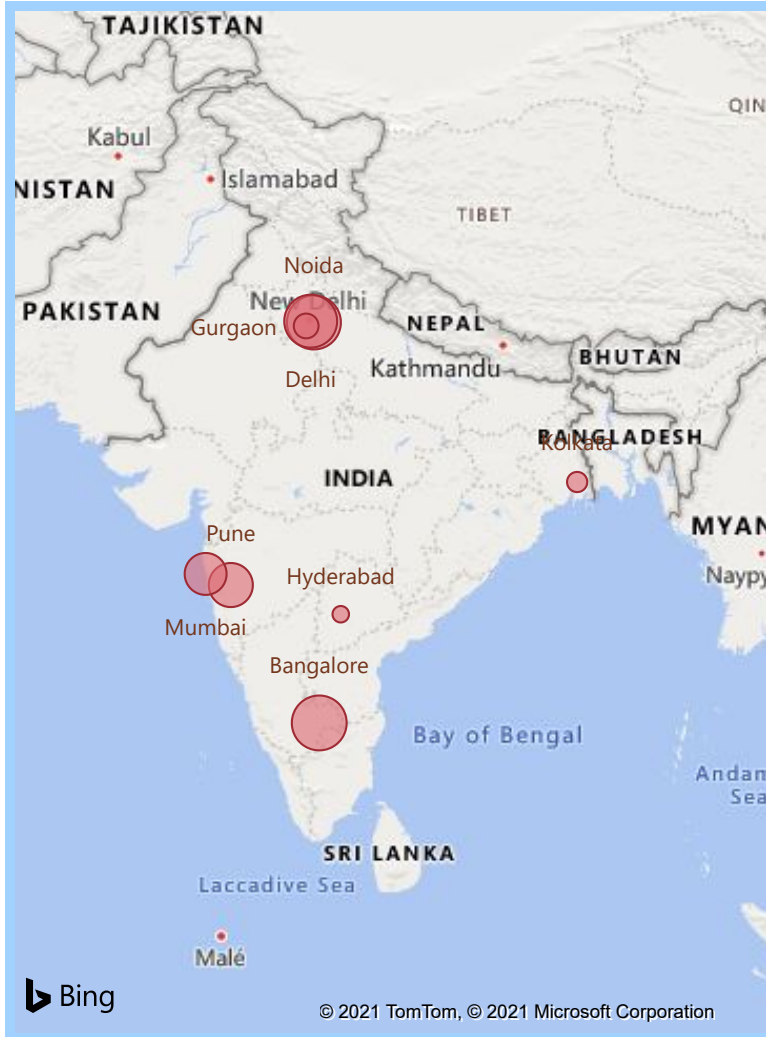 TAJIKISTAN
QIN
Kabul
Islamabad
NISTAN
TIBET
Noida
New Delhi
PAKISTAN
Gurgaon
NEPAL
BHUTAN
Kathmandu
Delhi
BANGLADESH
Kolkata
INDIA
MYAN
Pune
Naypy
Hyderabad
Mumbai
Bangalore
Bay of Bengal
Andam
Sea
SRI LANKA
Laccadive Sea
Malé
Bing
© 2021 TomTom, © 2021 Microsoft Corporation